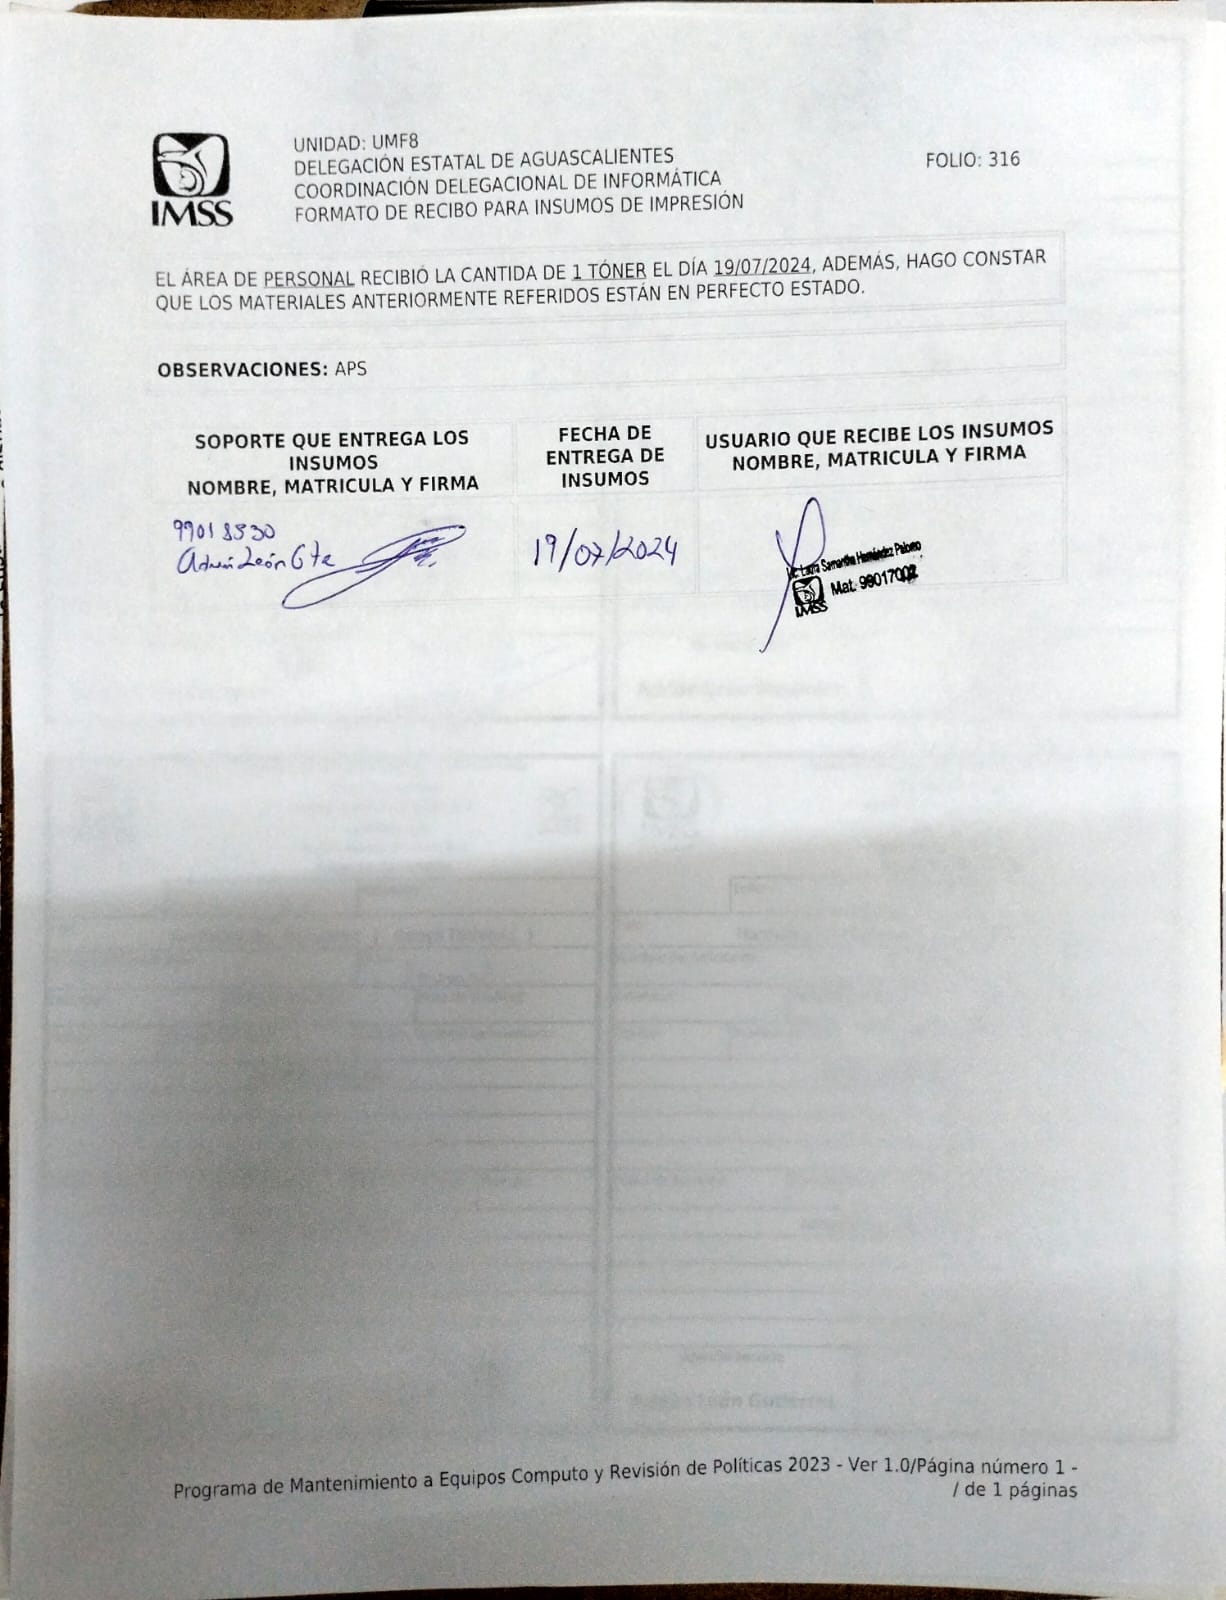 IMSS
UNIDAD: UMF8
DELEGACIÓN ESTATAL DE AGUASCALIENTES
COORDINACIÓN DELEGACIONAL DE INFORMÁTICA
FORMATO DE RECIBO PARA INSUMOS DE IMPRESIÓN
FOLIO: 316
EL ÁREA DE PERSONAL RECIBIÓ LA CANTIDA DE 1 TÓNER EL DÍA 19/07/2024, ADEMÁS, HAGO CONSTAR
QUE LOS MATERIALES ANTERIORMENTE REFERIDOS ESTÁN EN PERFECTO ESTADO.
OBSERVACIONES: APS
SOPORTE QUE ENTREGA LOS
INSUMOS
NOMBRE, MATRICULA Y FIRMA
FECHA DE
ENTREGA DE
INSUMOS
USUARIO QUE RECIBE LOS INSUMOS
NOMBRE, MATRICULA Y FIRMA
99018530
León Gtz
19/07/2024
Laura Samantha Hernández Palomo
Mat. 99017002
IMSS
Programa de Mantenimiento a Equipos Computo y Revisión de Políticas 2023 - Ver 1.0/Página número 1 -
/ de 1 páginas